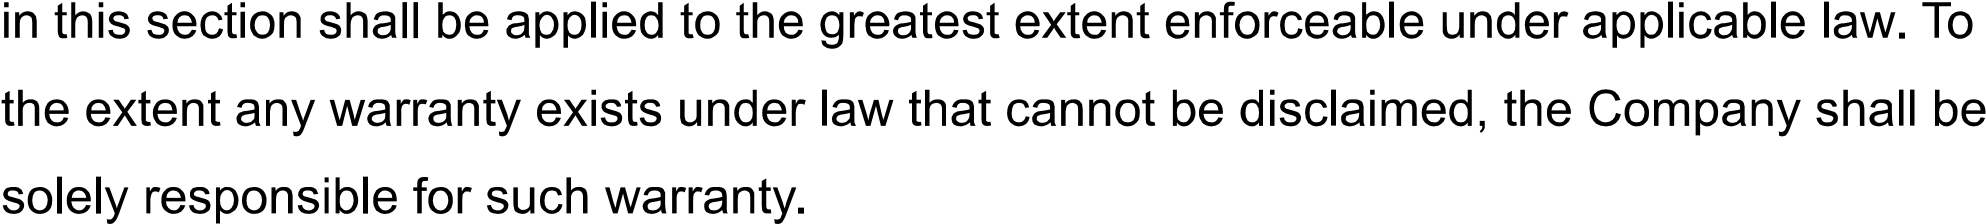 in this section shall be applied to the greatest extent enforceable under applicable law. To
the extent any warranty exists under law that cannot be disclaimed, the Company shall be
solely responsible for such warranty.